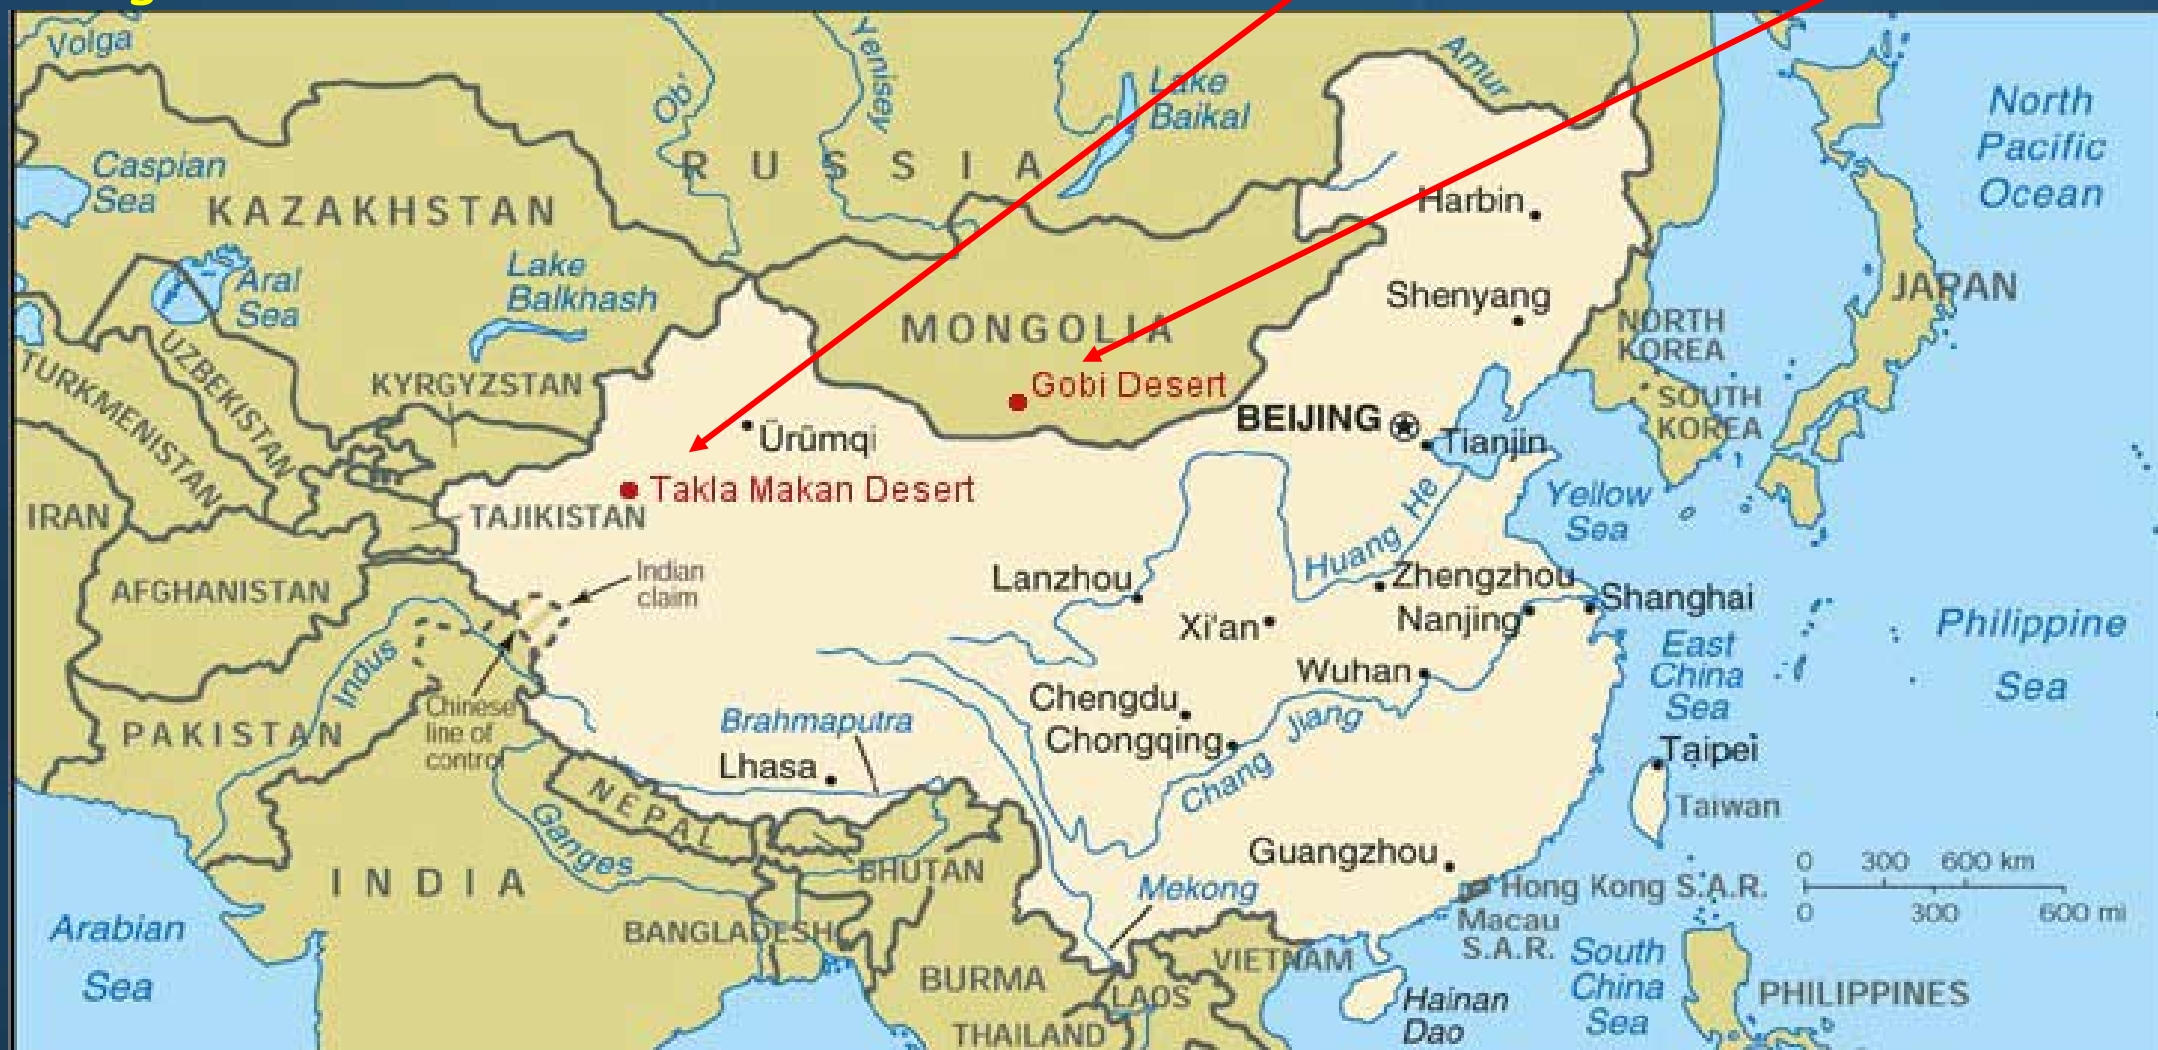 Volga
Ob'
Yenisey
Amur
Lake
Baikal
North
Pacific
Ocean
RUSSIA
Caspian
Sea
KAZAKHSTAN
Harbin
Aral
Sea
Lake
Balkhash
JAPAN
Shenyang
MONGOLIA
NORTH
KOREA
UZBEKISTAN
TURKMENISTAN
KYRGYZSTAN
Gobi Desert
BEIJING
SOUTH
KOREA
Ürümqi
Tianjin
Takla Makan Desert
IRAN
TAJIKISTAN
Huang He
Yellow
Sea
AFGHANISTAN
Indian
claim
Lanzhou
Zhengzhou
Xi'an
Nanjing
Shanghai
Philippine
Sea
East
China
Sea
Indus
Wuhan
Chinese
line of
control
PAKISTAN
Brahmaputra
Chengdu
Chongqing
Chang Jiang
Lhasa
Taipei
Taiwan
NEPAL
Ganges
INDIA
BHUTAN
Guangzhou
0 300 600 km
0 300 600 mi
Mekong
Hong Kong S.A.R.
Macau
S.A.R.
Arabian
Sea
BANGLADESH
BURMA
VIETNAM
LAOS
THAILAND
Hainan
Dao
South
China
Sea
PHILIPPINES